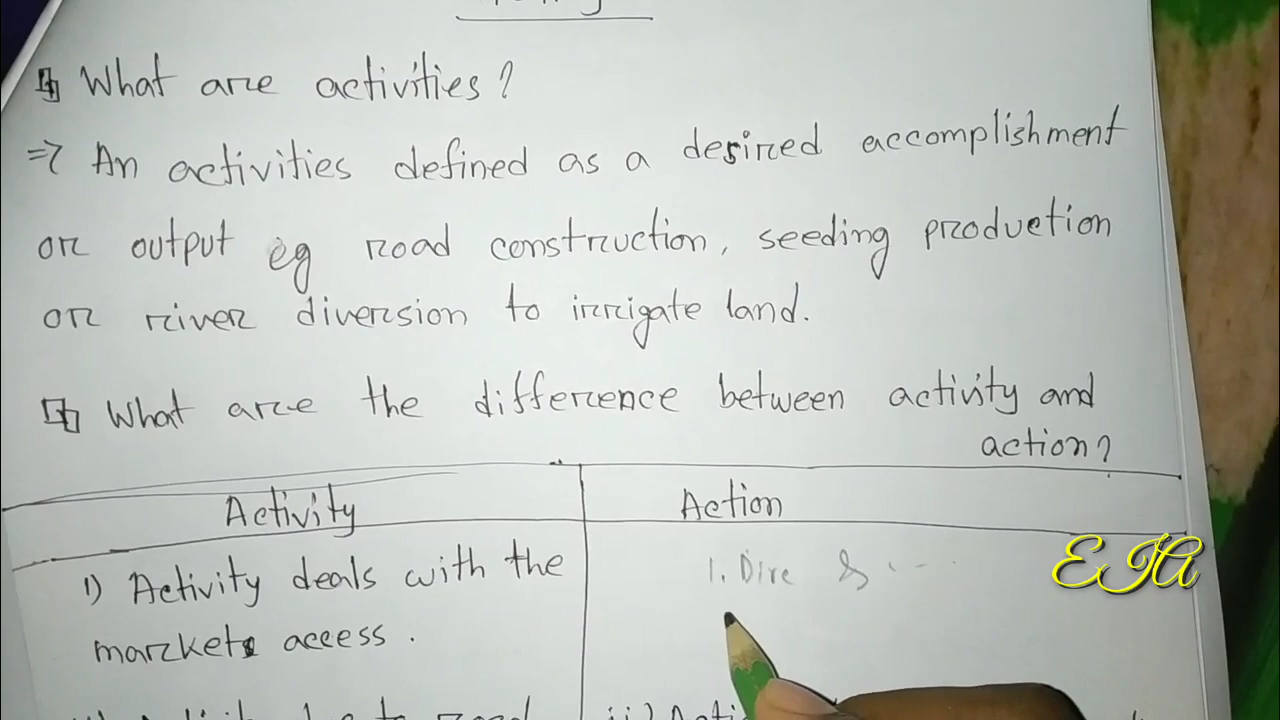 What are activities?
⇒ An activities defined as a desired accomplishment
or output eg road construction, seeding production
or river diversion to irrigate land.
What are the difference between activity and
action?
Activity
Action
1) Activity deals with the
markets access.
1. Dire &
EIA